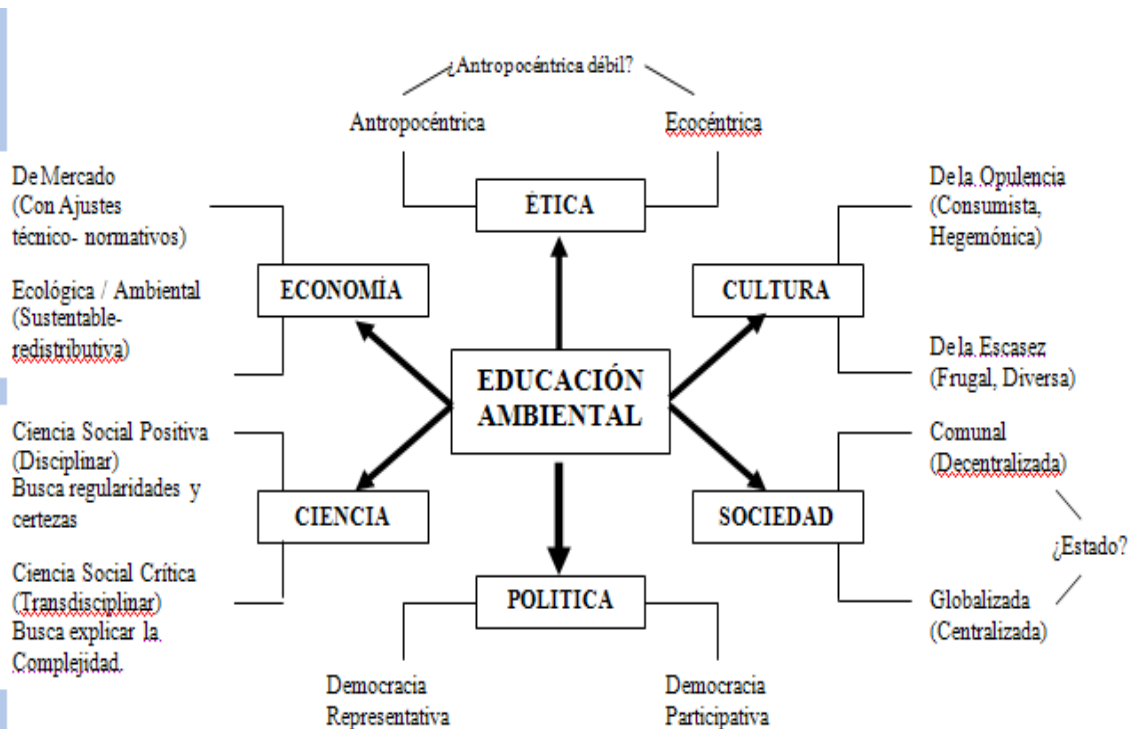 ¿Antropocéntrica débil?
Antropocéntrica
Ecocéntrica
ÉTICA
De Mercado
(Con Ajustes
técnico- normativos)
Ecológica / Ambiental
(Sustentable-
redistributiva)
ECONOMÍA
De la Opulencia
(Consumista,
Hegemónica)
CULTURA
De la Escasez
(Frugal, Diversa)
EDUCACIÓN
AMBIENTAL
Ciencia Social Positiva
(Disciplinar)
Busca regularidades y
certezas
CIENCIA
Ciencia Social Crítica
(Transdisciplinar)
Busca explicar la
Complejidad.
Comunal
(Decentralizada)
SOCIEDAD
¿Estado?
Globalizada
(Centralizada)
POLITICA
Democracia
Representativa
Democracia
Participativa